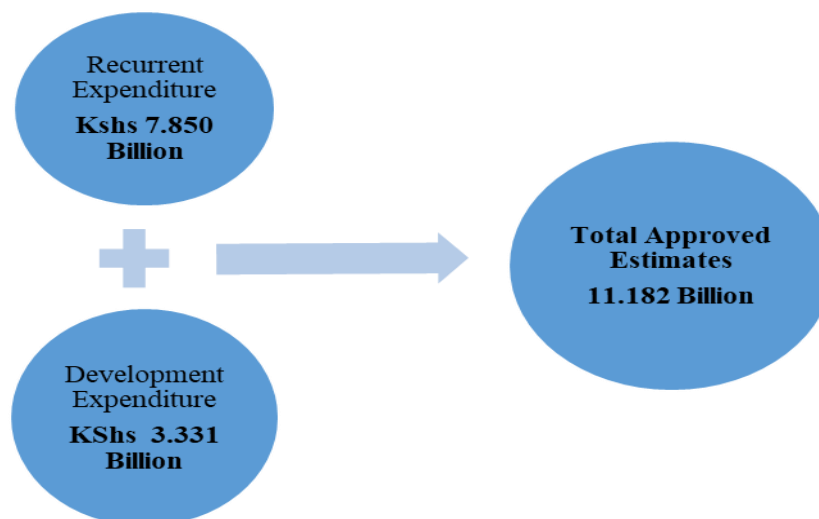 Recurrent
Expenditure
Kshs 7.850
Billion
Development
Expenditure
KShs  3.331
Billion
Total Approved
Estimates
11.182 Billion